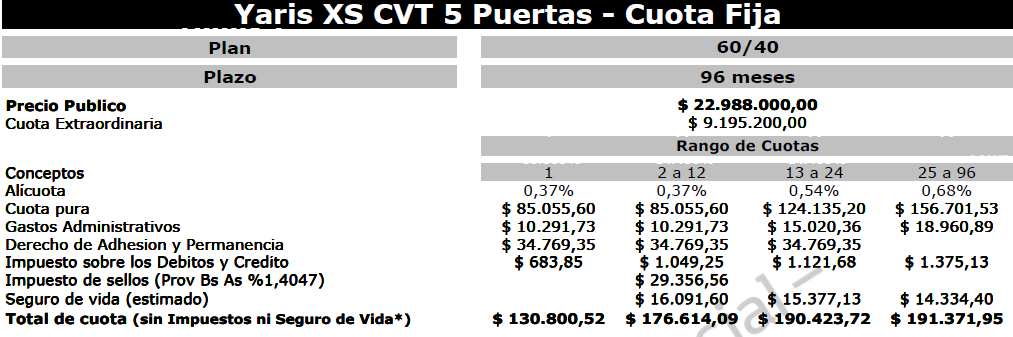 Yaris XS CVT 5 Puertas - Cuota Fija
Plan 60/40
Plazo 96 meses
Precio Publico $ 22.988.000,00
Cuota Extraordinaria $ 9.195.200,00
Rango de Cuotas
Conceptos 1 2 a 12 13 a 24 25 a 96
Alícuota 0,37% 0,37% 0,54% 0,68%
Cuota pura $ 85.055,60 $ 85.055,60 $ 124.135,20 $ 156.701,53
Gastos Administrativos $ 10.291,73 $ 10.291,73 $ 15.020,36 $ 18.960,89
Derecho de Adhesion y Permanencia $ 34.769,35 $ 34.769,35 $ 34.769,35
Impuesto sobre los Debitos y Credito $ 683,85 $ 1.049,25 $ 1.121,68 $ 1.375,13
Impuesto de sellos (Prov Bs As %1,4047) $ 29.356,56
Seguro de vida (estimado) $ 16.091,60 $ 15.377,13 $ 14.334,40
Total de cuota (sin Impuestos ni Seguro de Vida*) $ 130.800,52 $ 176.614,09 $ 190.423,72 $ 191.371,95